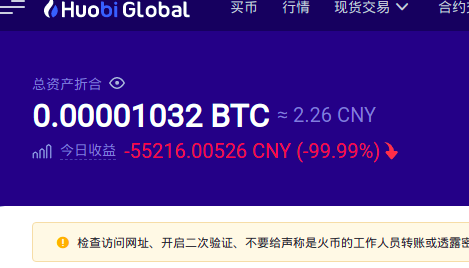 Huobi Global 买币 行情 现货交易 合约交
总资产折合
0.00001032 BTC ≈ 2.26 CNY
今日收益 -55216.00526 CNY (-99.99%)
检查访问网址、开启二次验证、不要给声称是火币的工作人员转账或透露密